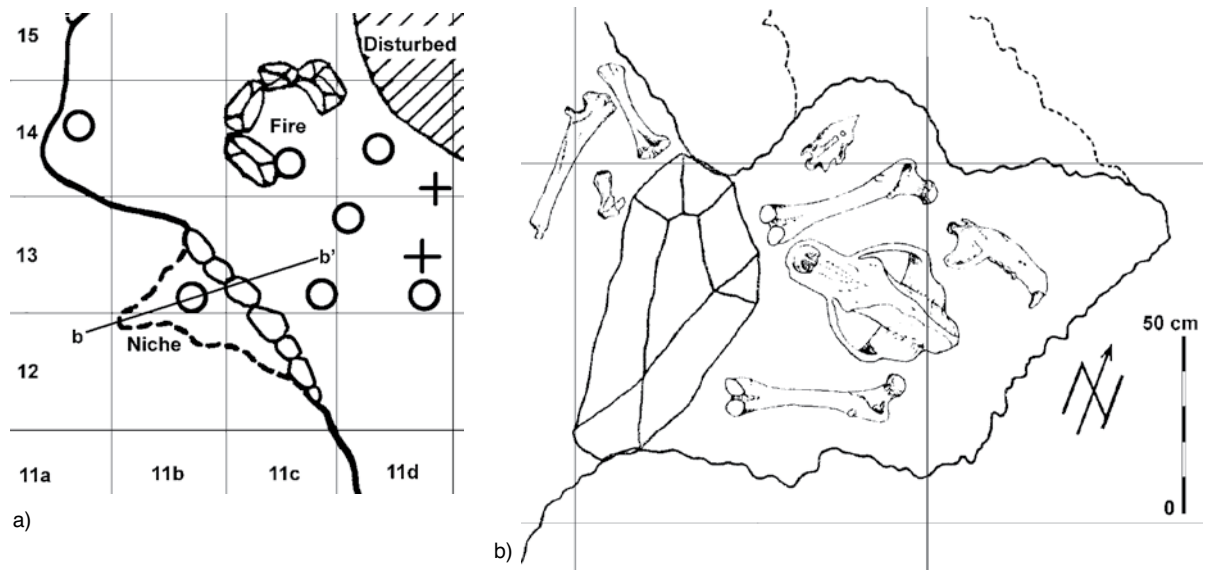 15
Disturbed
14
Fire
13
b'
b
Niche
12
11a 11b 11c 11d
a)
50 cm
N
0
b)